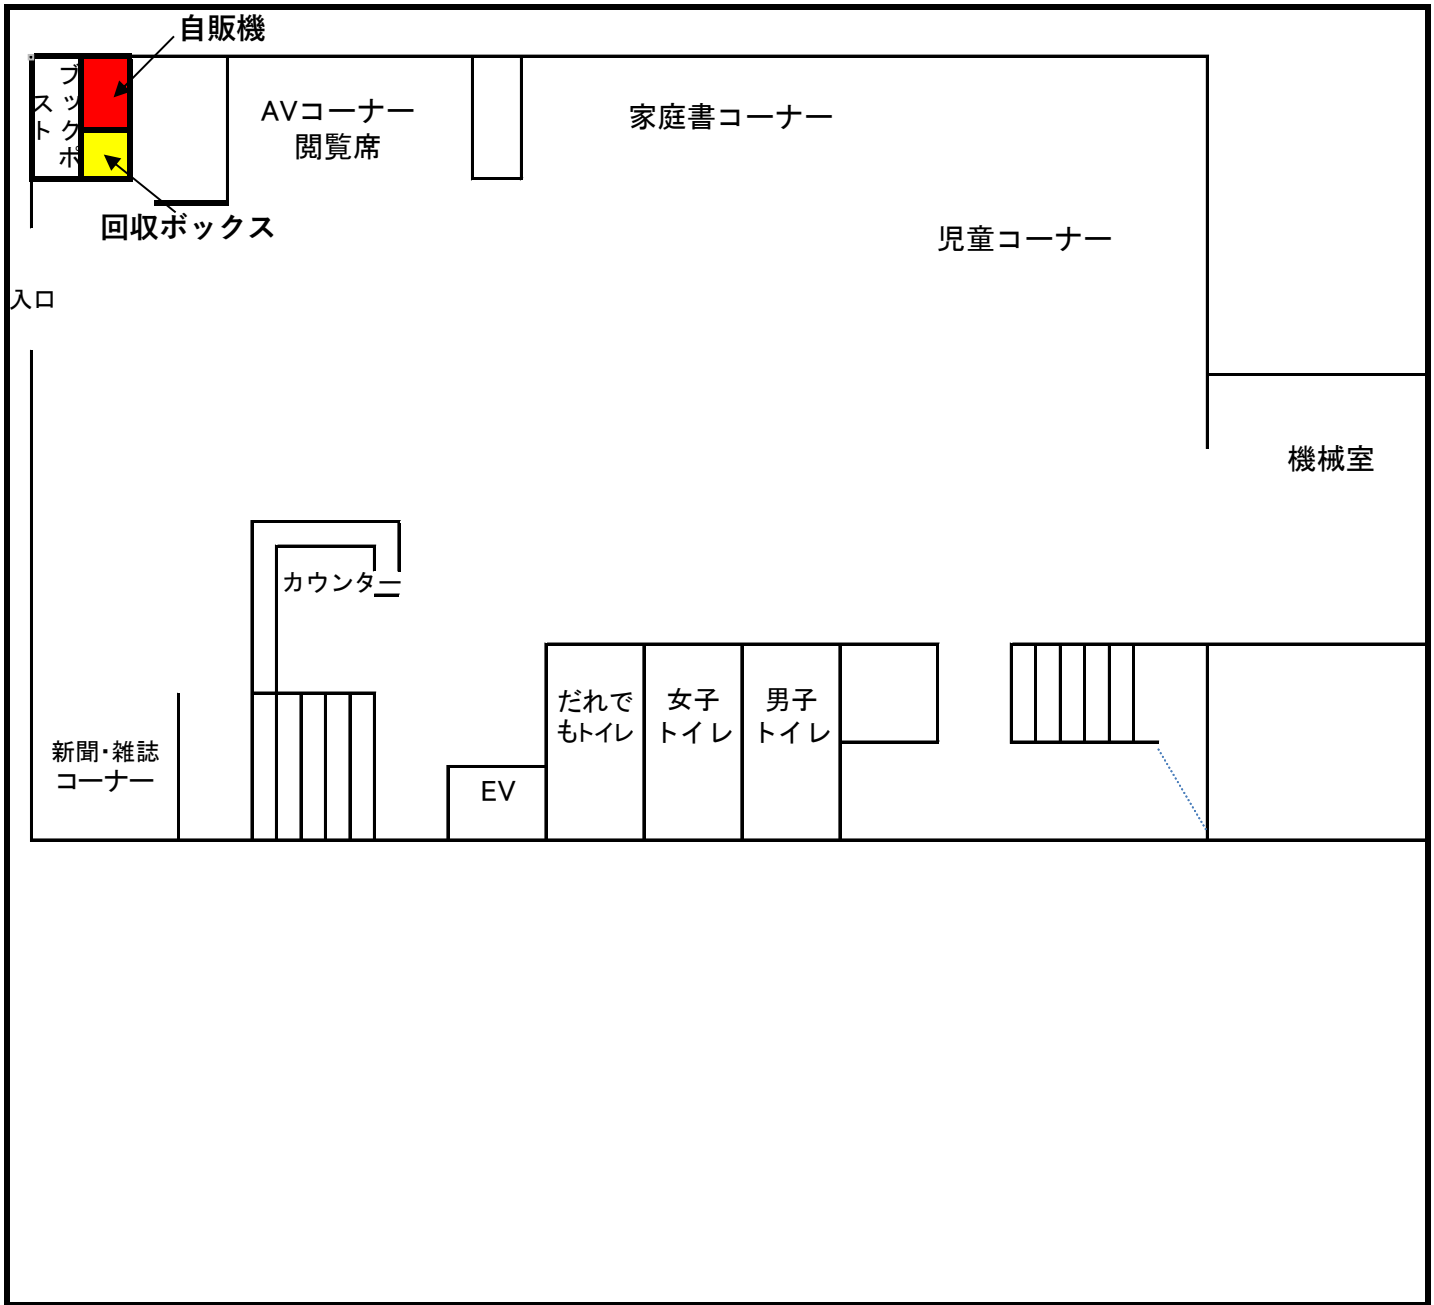 自販機
ブックポ
スト
AVコーナー
閲覧席
家庭書コーナー
回収ボックス
児童コーナー
入口
機械室
カウンター
だれで
もトイレ
女子
トイレ
男子
トイレ
新聞・雑誌
コーナー
EV